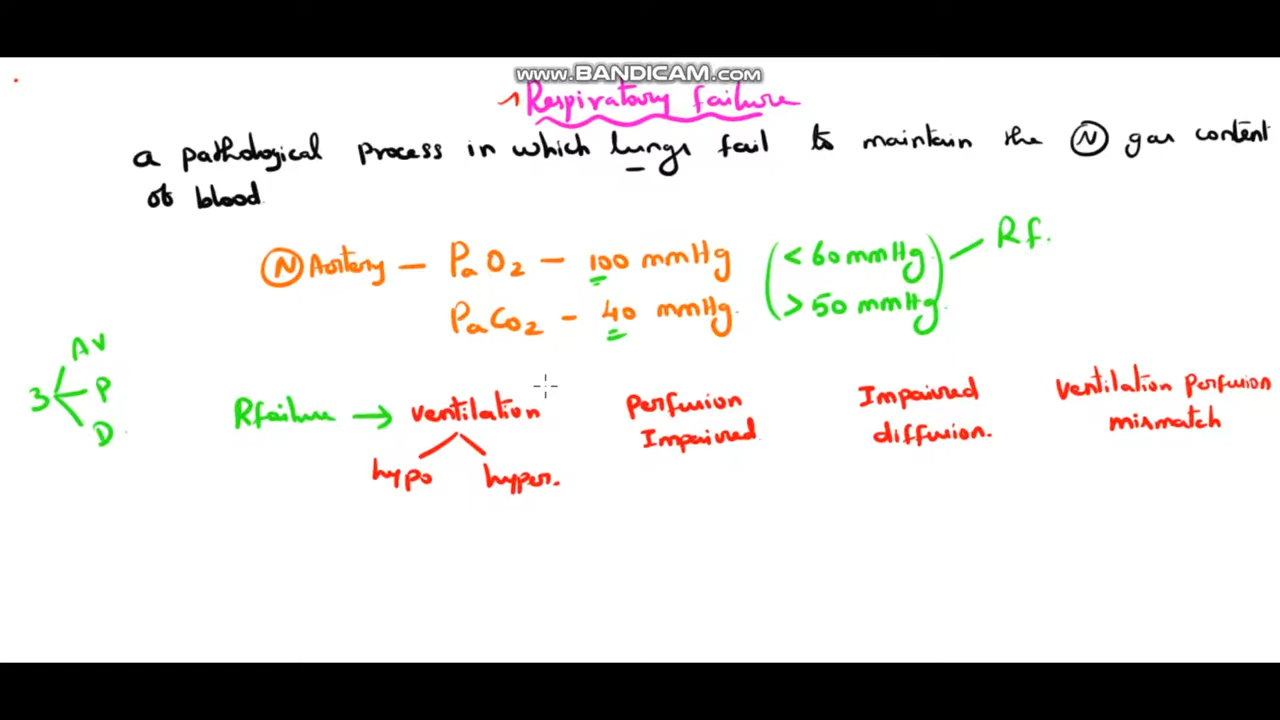 www.BANDICAM.com
Respiratory failure
a pathological process in which lungs fail to maintain the N gas content
of blood.
N Artery - PaO2 - 100 mmHg (< 60 mmHg) - Rf.
PaCo2 - 40 mmHg. > 50 mmHg.
AV
3 P
D
Rfailure → ventilation
hypo hyper.
Perfusion
Impaired
Impaired
diffusion.
ventilation perfusion
mismatch